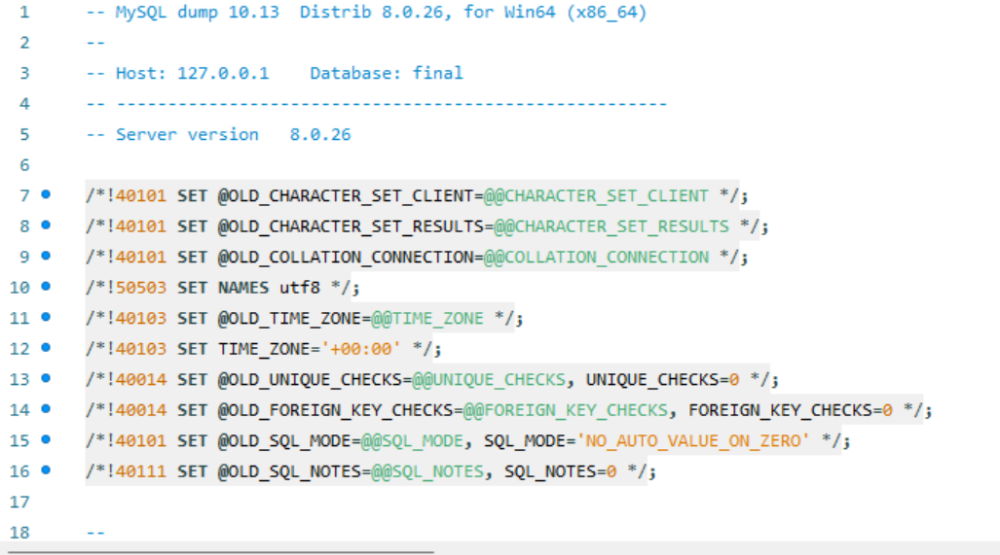 1 -- MySQL dump 10.13  Distrib 8.0.26, for Win64 (x86_64)
2 --
3 -- Host: 127.0.0.1    Database: final
4 -- ------------------------------------------------------
5 -- Server version   8.0.26
6
7 /*!40101 SET @OLD_CHARACTER_SET_CLIENT=@@CHARACTER_SET_CLIENT */;
8 /*!40101 SET @OLD_CHARACTER_SET_RESULTS=@@CHARACTER_SET_RESULTS */;
9 /*!40101 SET @OLD_COLLATION_CONNECTION=@@COLLATION_CONNECTION */;
10 /*!50503 SET NAMES utf8 */;
11 /*!40103 SET @OLD_TIME_ZONE=@@TIME_ZONE */;
12 /*!40103 SET TIME_ZONE='+00:00' */;
13 /*!40014 SET @OLD_UNIQUE_CHECKS=@@UNIQUE_CHECKS, UNIQUE_CHECKS=0 */;
14 /*!40014 SET @OLD_FOREIGN_KEY_CHECKS=@@FOREIGN_KEY_CHECKS, FOREIGN_KEY_CHECKS=0 */;
15 /*!40101 SET @OLD_SQL_MODE=@@SQL_MODE, SQL_MODE='NO_AUTO_VALUE_ON_ZERO' */;
16 /*!40111 SET @OLD_SQL_NOTES=@@SQL_NOTES, SQL_NOTES=0 */;
17
18 --